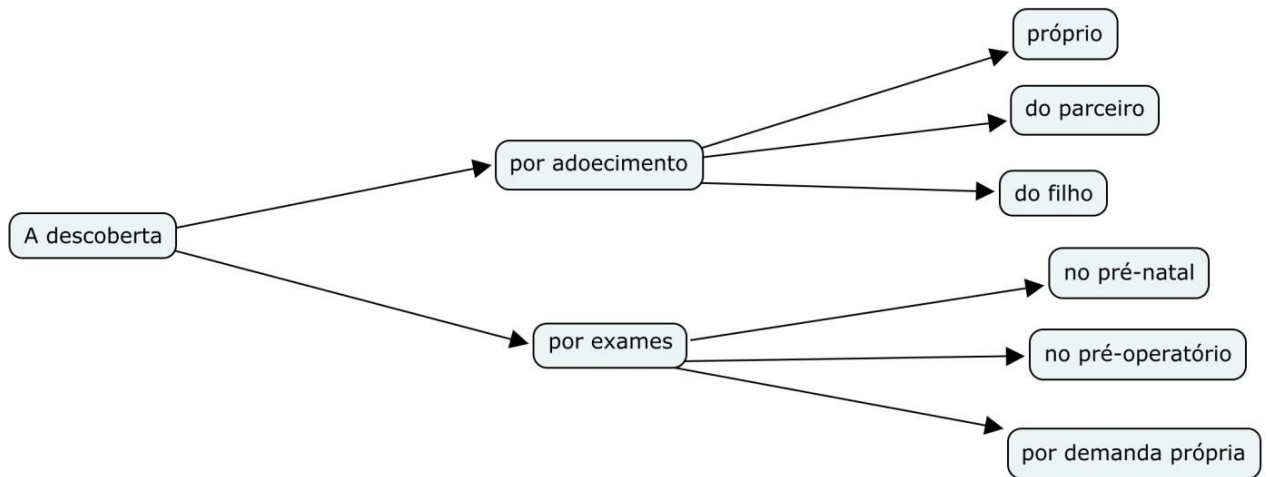 A descoberta
por adoecimento
próprio
do parceiro
do filho
por exames
no pré-natal
no pré-operatório
por demanda própria